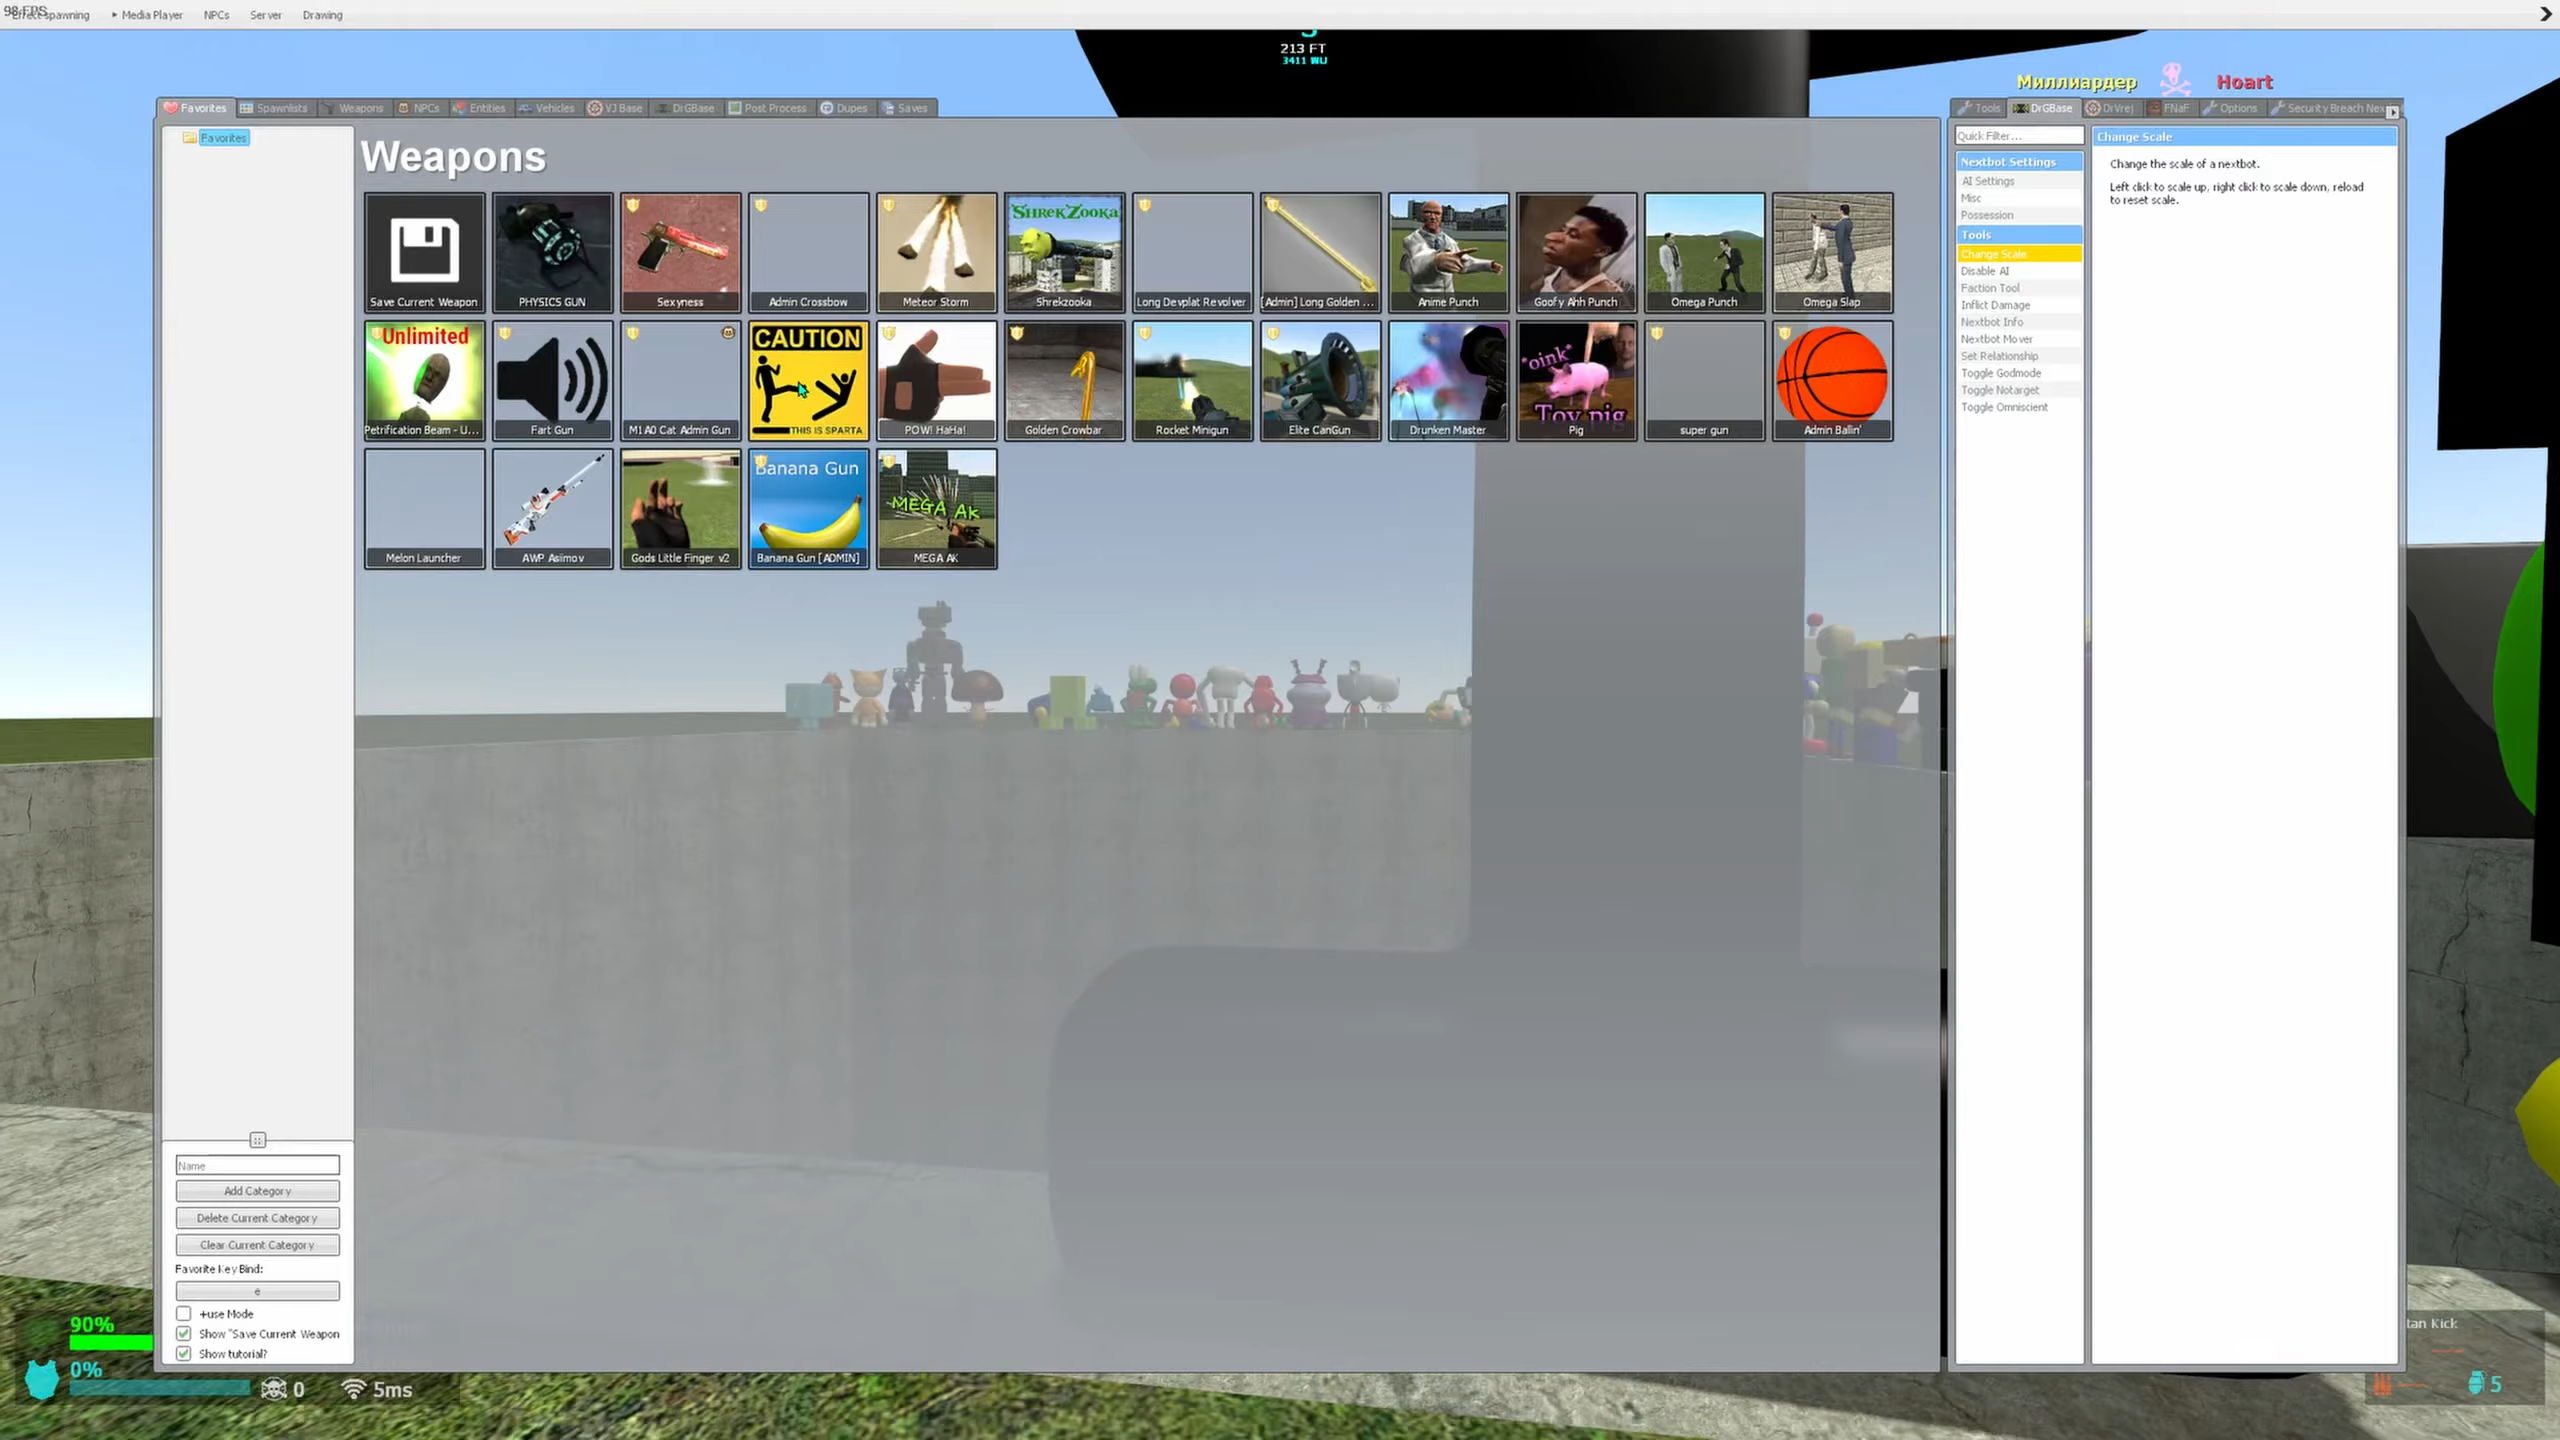 98 FPS
Effect spawning
Media Player
NPCs
Server
Drawing
213 FT
3411 WU
Миллиардер
Hoart
Favorites
Spawnlists
Weapons
NPCs
Entities
Vehicles
VJ Base
DrGBase
Post Process
Dupes
Saves
Favorites
Weapons
Save Current Weapon
PHYSICS GUN
Sexyness
Admin Crossbow
Meteor Storm
SHREKZOOKA
Shrekzooka
Long Devplat Revolver
[Admin] Long Golden ...
Anime Punch
Goofy Ahh Punch
Omega Punch
Omega Slap
Unlimited
Petrification Beam - U...
Fart Gun
M1A0 Cat Admin Gun
CAUTION
THIS IS SPARTA
POW! HaHa!
Golden Crowbar
Rocket Minigun
Elite CanGun
Drunken Master
*oink*
Toy pig
Pig
super gun
Admin Ballin'
Melon Launcher
AWP Asimov
Gods Little Finger v2
Banana Gun
Banana Gun [ADMIN]
MEGA AK
MEGA AK
Name
Add Category
Delete Current Category
Clear Current Category
Favorite Key Bind:
e
+use Mode
Show "Save Current Weapon
Show tutorial?
Tools
DrGBase
DrVrej
FNaF
Options
Security Breach Nex
Quick Filter...
Nextbot Settings
AI Settings
Misc
Possession
Tools
Change Scale
Disable AI
Faction Tool
Inflict Damage
Nextbot Info
Nextbot Mover
Set Relationship
Toggle Godmode
Toggle Notarget
Toggle Omniscient
Change Scale
Change the scale of a nextbot.
Left click to scale up, right click to scale down, reload
to reset scale.
90%
0%
0
5ms
tan Kick
5